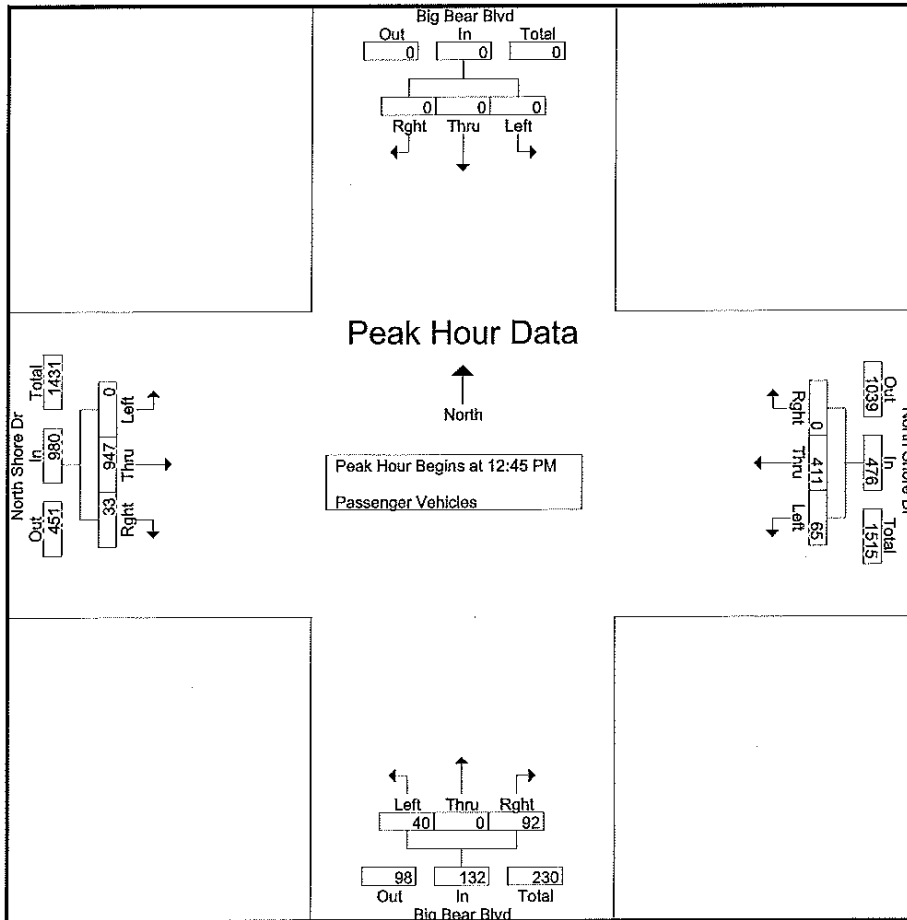 Big Bear Blvd
Out In Total
0 0 0
0 0 0
Rght Thru Left
Peak Hour Data
North
Peak Hour Begins at 12:45 PM
Passenger Vehicles
North Shore Dr
Out In Total
451 980 1431
33 947 0
Rght Thru Left
North Shore Dr
Out In Total
1039 476 1515
0 411 65
Rght Thru Left
Left Thru Rght
40 0 92
98 132 230
Out In Total
Big Bear Blvd